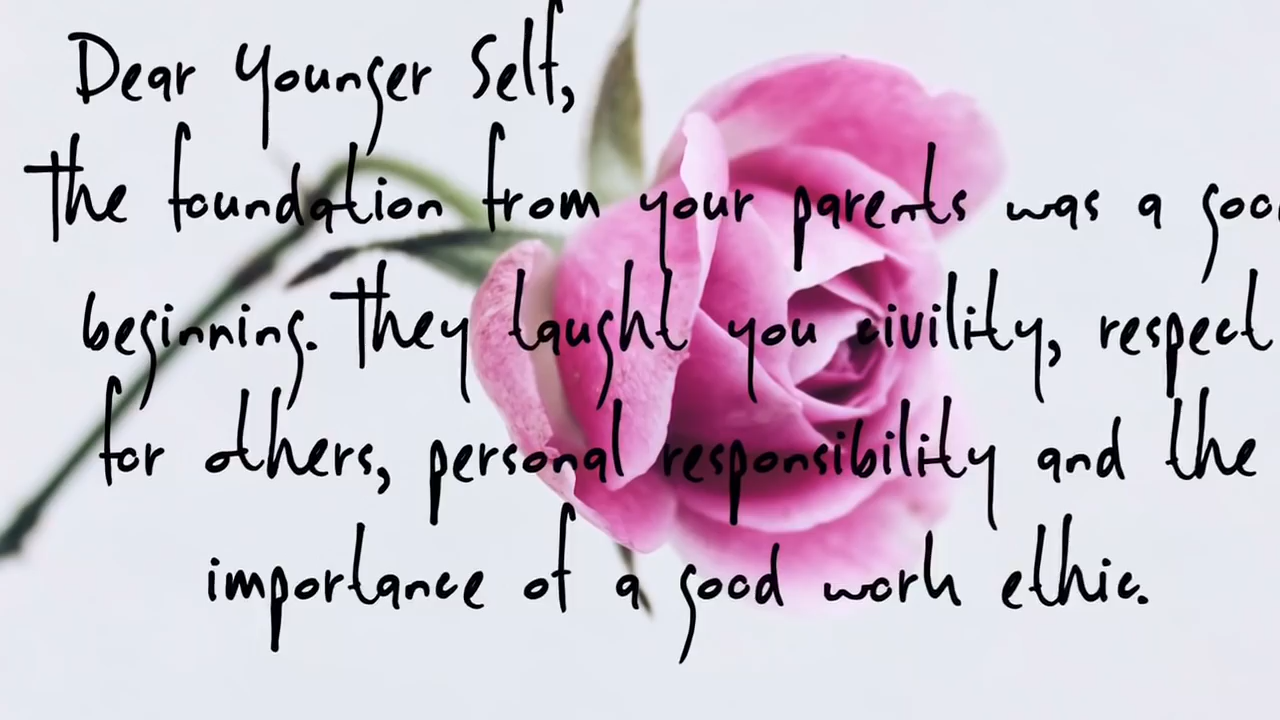 Dear Younger Self,
the foundation from your parents was a good
beginning. They taught you civility, respect
for others, personal responsibility and the
importance of a good work ethic.